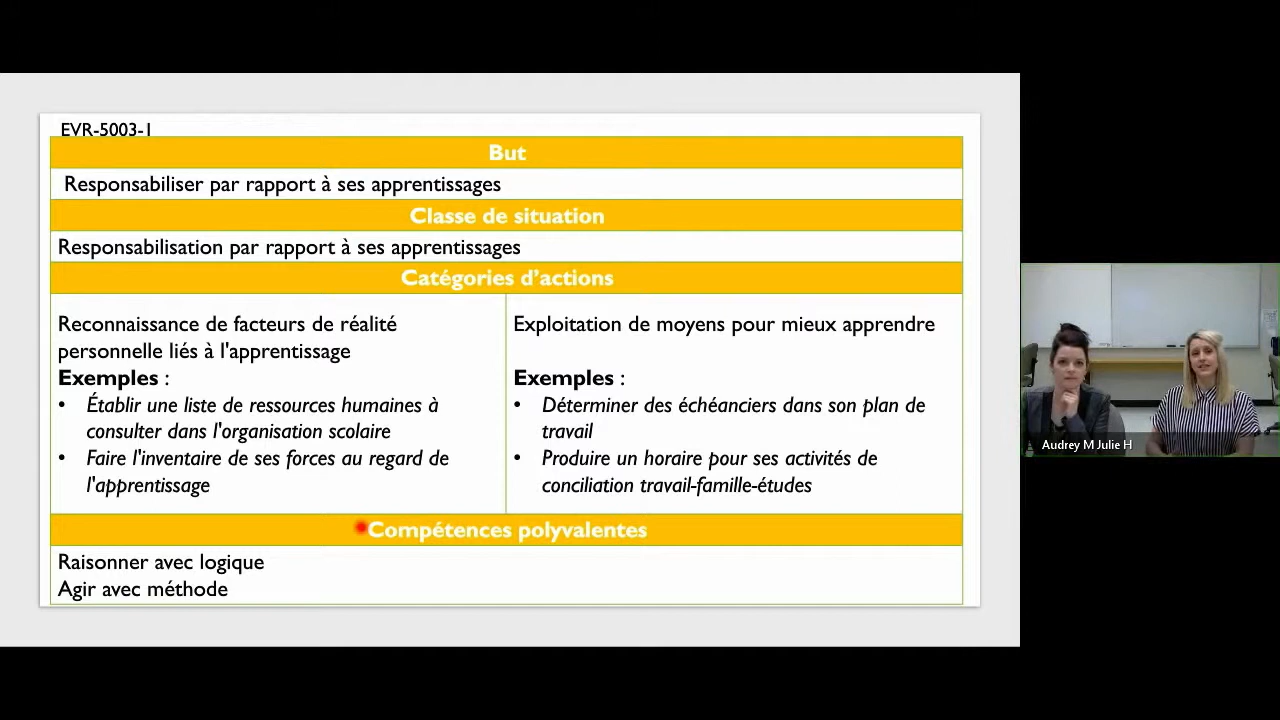 EVR-5003-1
But
Responsabiliser par rapport à ses apprentissages
Classe de situation
Responsabilisation par rapport à ses apprentissages
Catégories d'actions
Reconnaissance de facteurs de réalité
personnelle liés à l'apprentissage
Exemples :
• Établir une liste de ressources humaines à
consulter dans l'organisation scolaire
• Faire l'inventaire de ses forces au regard de
l'apprentissage
Exploitation de moyens pour mieux apprendre
Exemples :
• Déterminer des échéanciers dans son plan de
travail
• Produire un horaire pour ses activités de
conciliation travail-famille-études
Compétences polyvalentes
Raisonner avec logique
Agir avec méthode
Audrey M Julie H